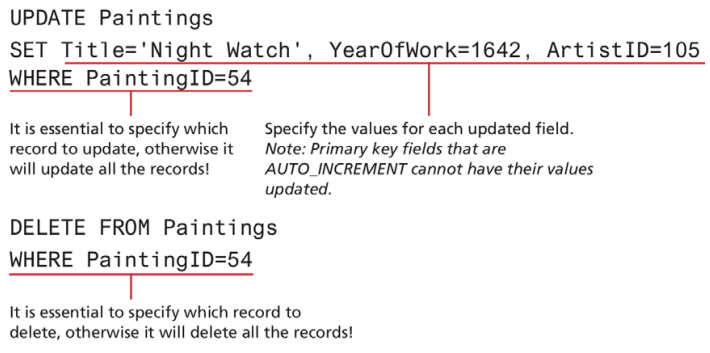 UPDATE Paintings
SET Title='Night Watch', YearOfWork=1642, ArtistID=105
WHERE PaintingID=54
It is essential to specify which
record to update, otherwise it
will update all the records!
Specify the values for each updated field.
Note: Primary key fields that are
AUTO_INCREMENT cannot have their values
updated.
DELETE FROM Paintings
WHERE PaintingID=54
It is essential to specify which record to
delete, otherwise it will delete all the records!